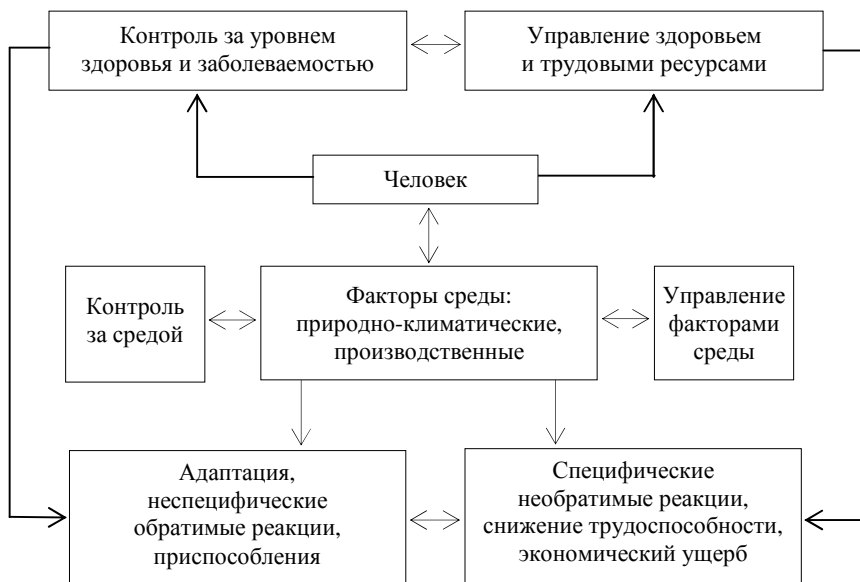 Контроль за уровнем
здоровья и заболеваемостью
Управление здоровьем
и трудовыми ресурсами
Человек
Контроль
за средой
Факторы среды:
природно-климатические,
производственные
Управление
факторами
среды
Адаптация,
неспецифические
обратимые реакции,
приспособления
Специфические
необратимые реакции,
снижение трудоспособности,
экономический ущерб